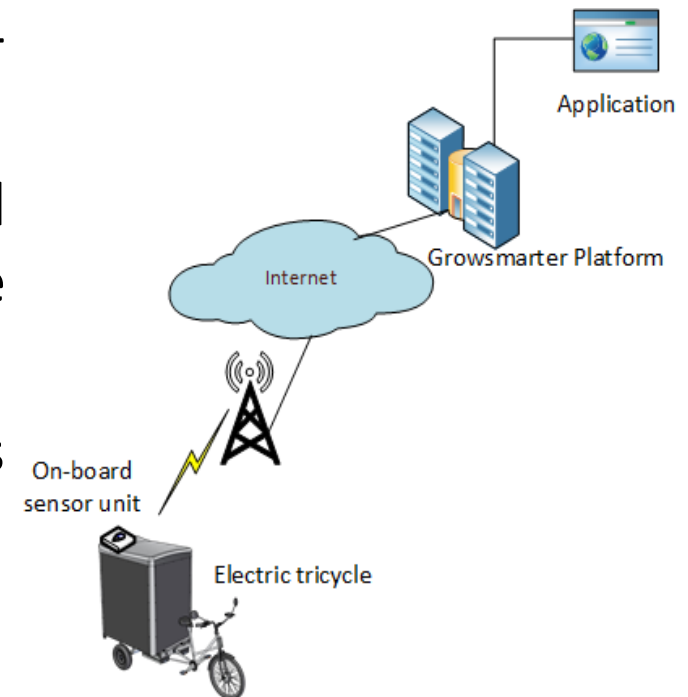 Application
Growsmarter Platform
Internet
On-board
sensor unit
Electric tricycle